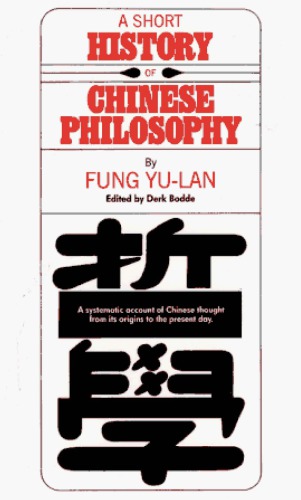 A SHORT
HISTORY
OF
CHINESE
PHILOSOPHY
By
FUNG YU-LAN
Edited by Derk Bodde
哲
A systematic account of Chinese thought
from its origins to the present day.
學